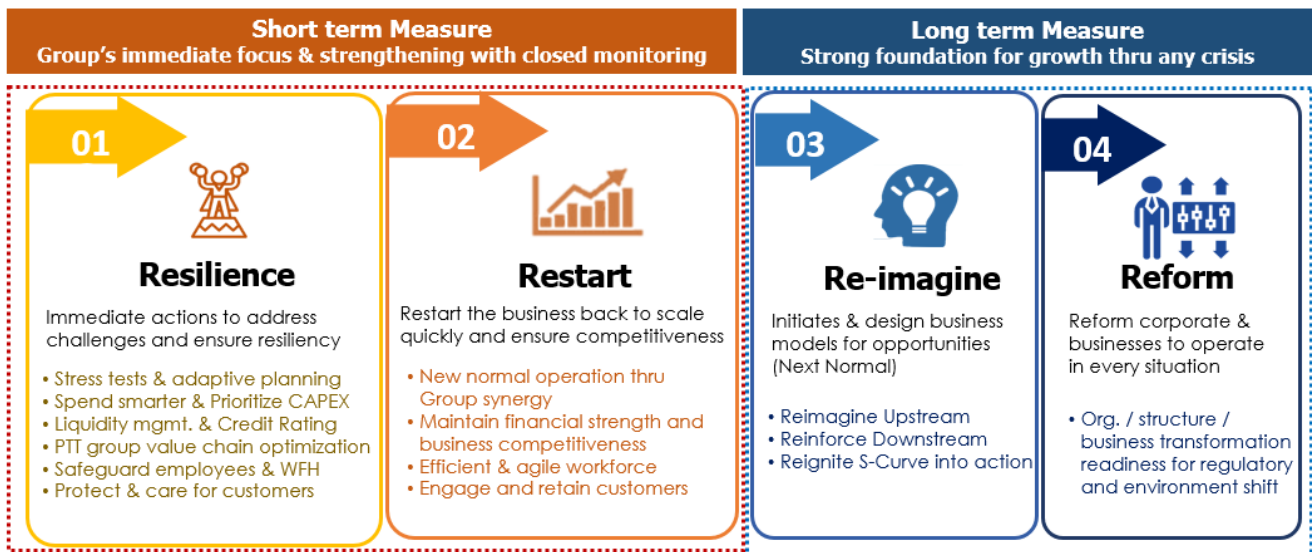 Short term Measure
Group's immediate focus & strengthening with closed monitoring
Long term Measure
Strong foundation for growth thru any crisis
01
Resilience
Immediate actions to address
challenges and ensure resiliency
• Stress tests & adaptive planning
• Spend smarter & Prioritize CAPEX
• Liquidity mgmt. & Credit Rating
• PTT group value chain optimization
• Safeguard employees & WFH
• Protect & care for customers
02
Restart
Restart the business back to scale
quickly and ensure competitiveness
• New normal operation thru
Group synergy
• Maintain financial strength and
business competitiveness
• Efficient & agile workforce
• Engage and retain customers
03
Re-imagine
Initiates & design business
models for opportunities
(Next Normal)
• Reimagine Upstream
• Reinforce Downstream
• Reignite S-Curve into action
04
Reform
Reform corporate &
businesses to operate
in every situation
• Org. / structure /
business transformation
readiness for regulatory
and environment shift